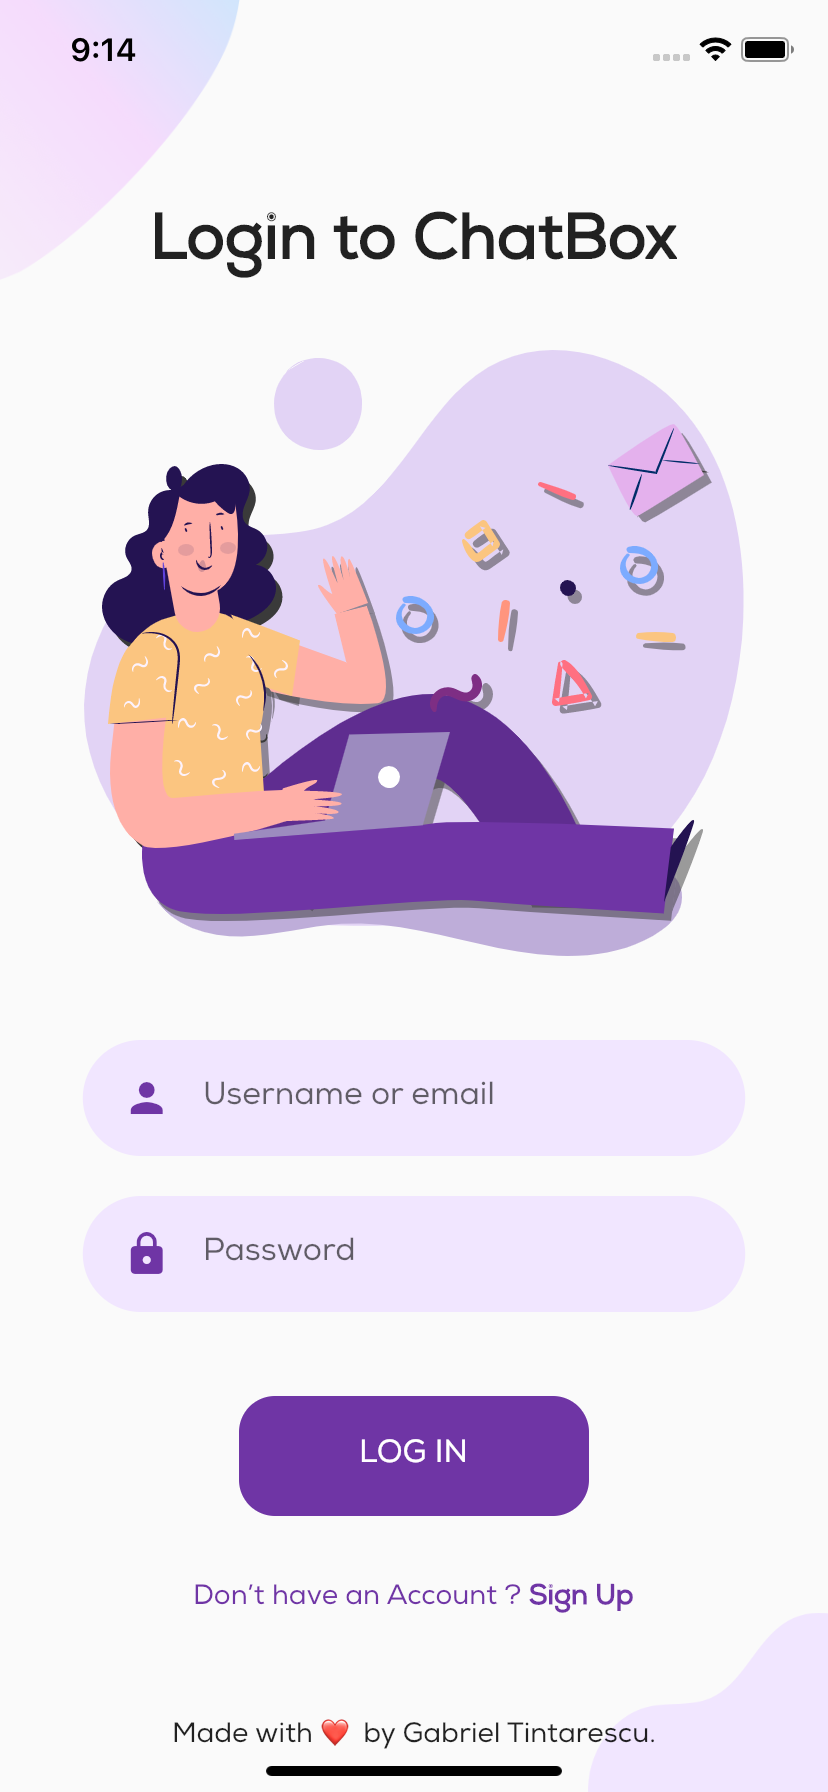 9:14
Login to ChatBox
Username or email
Password
LOG IN
Don’t have an Account ? Sign Up
Made with ❤️ by Gabriel Tintarescu.